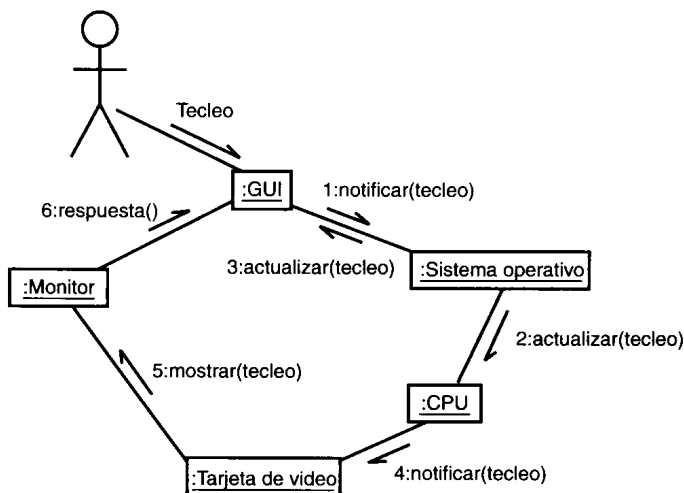 Tecleo
:GUI
1:notificar(tecleo)
6:respuesta()
3:actualizar(tecleo)
:Sistema operativo
:Monitor
2:actualizar(tecleo)
5:mostrar(tecleo)
:CPU
:Tarjeta de video
4:notificar(tecleo)